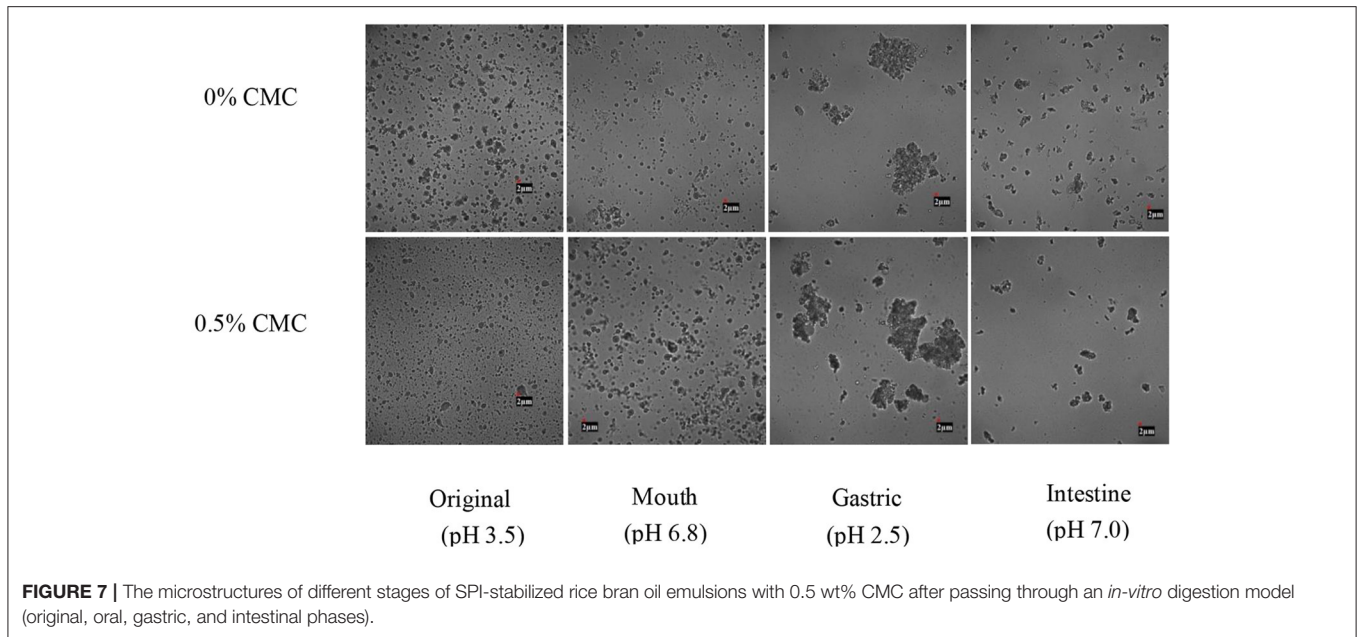 0% CMC
2µm
2µm
2µm
2µm
0.5% CMC
2µm
2µm
2µm
2µm
Original
(pH 3.5)
Mouth
(pH 6.8)
Gastric
(pH 2.5)
Intestine
(pH 7.0)
FIGURE 7 | The microstructures of different stages of SPI-stabilized rice bran oil emulsions with 0.5 wt% CMC after passing through an in-vitro digestion model
(original, oral, gastric, and intestinal phases).